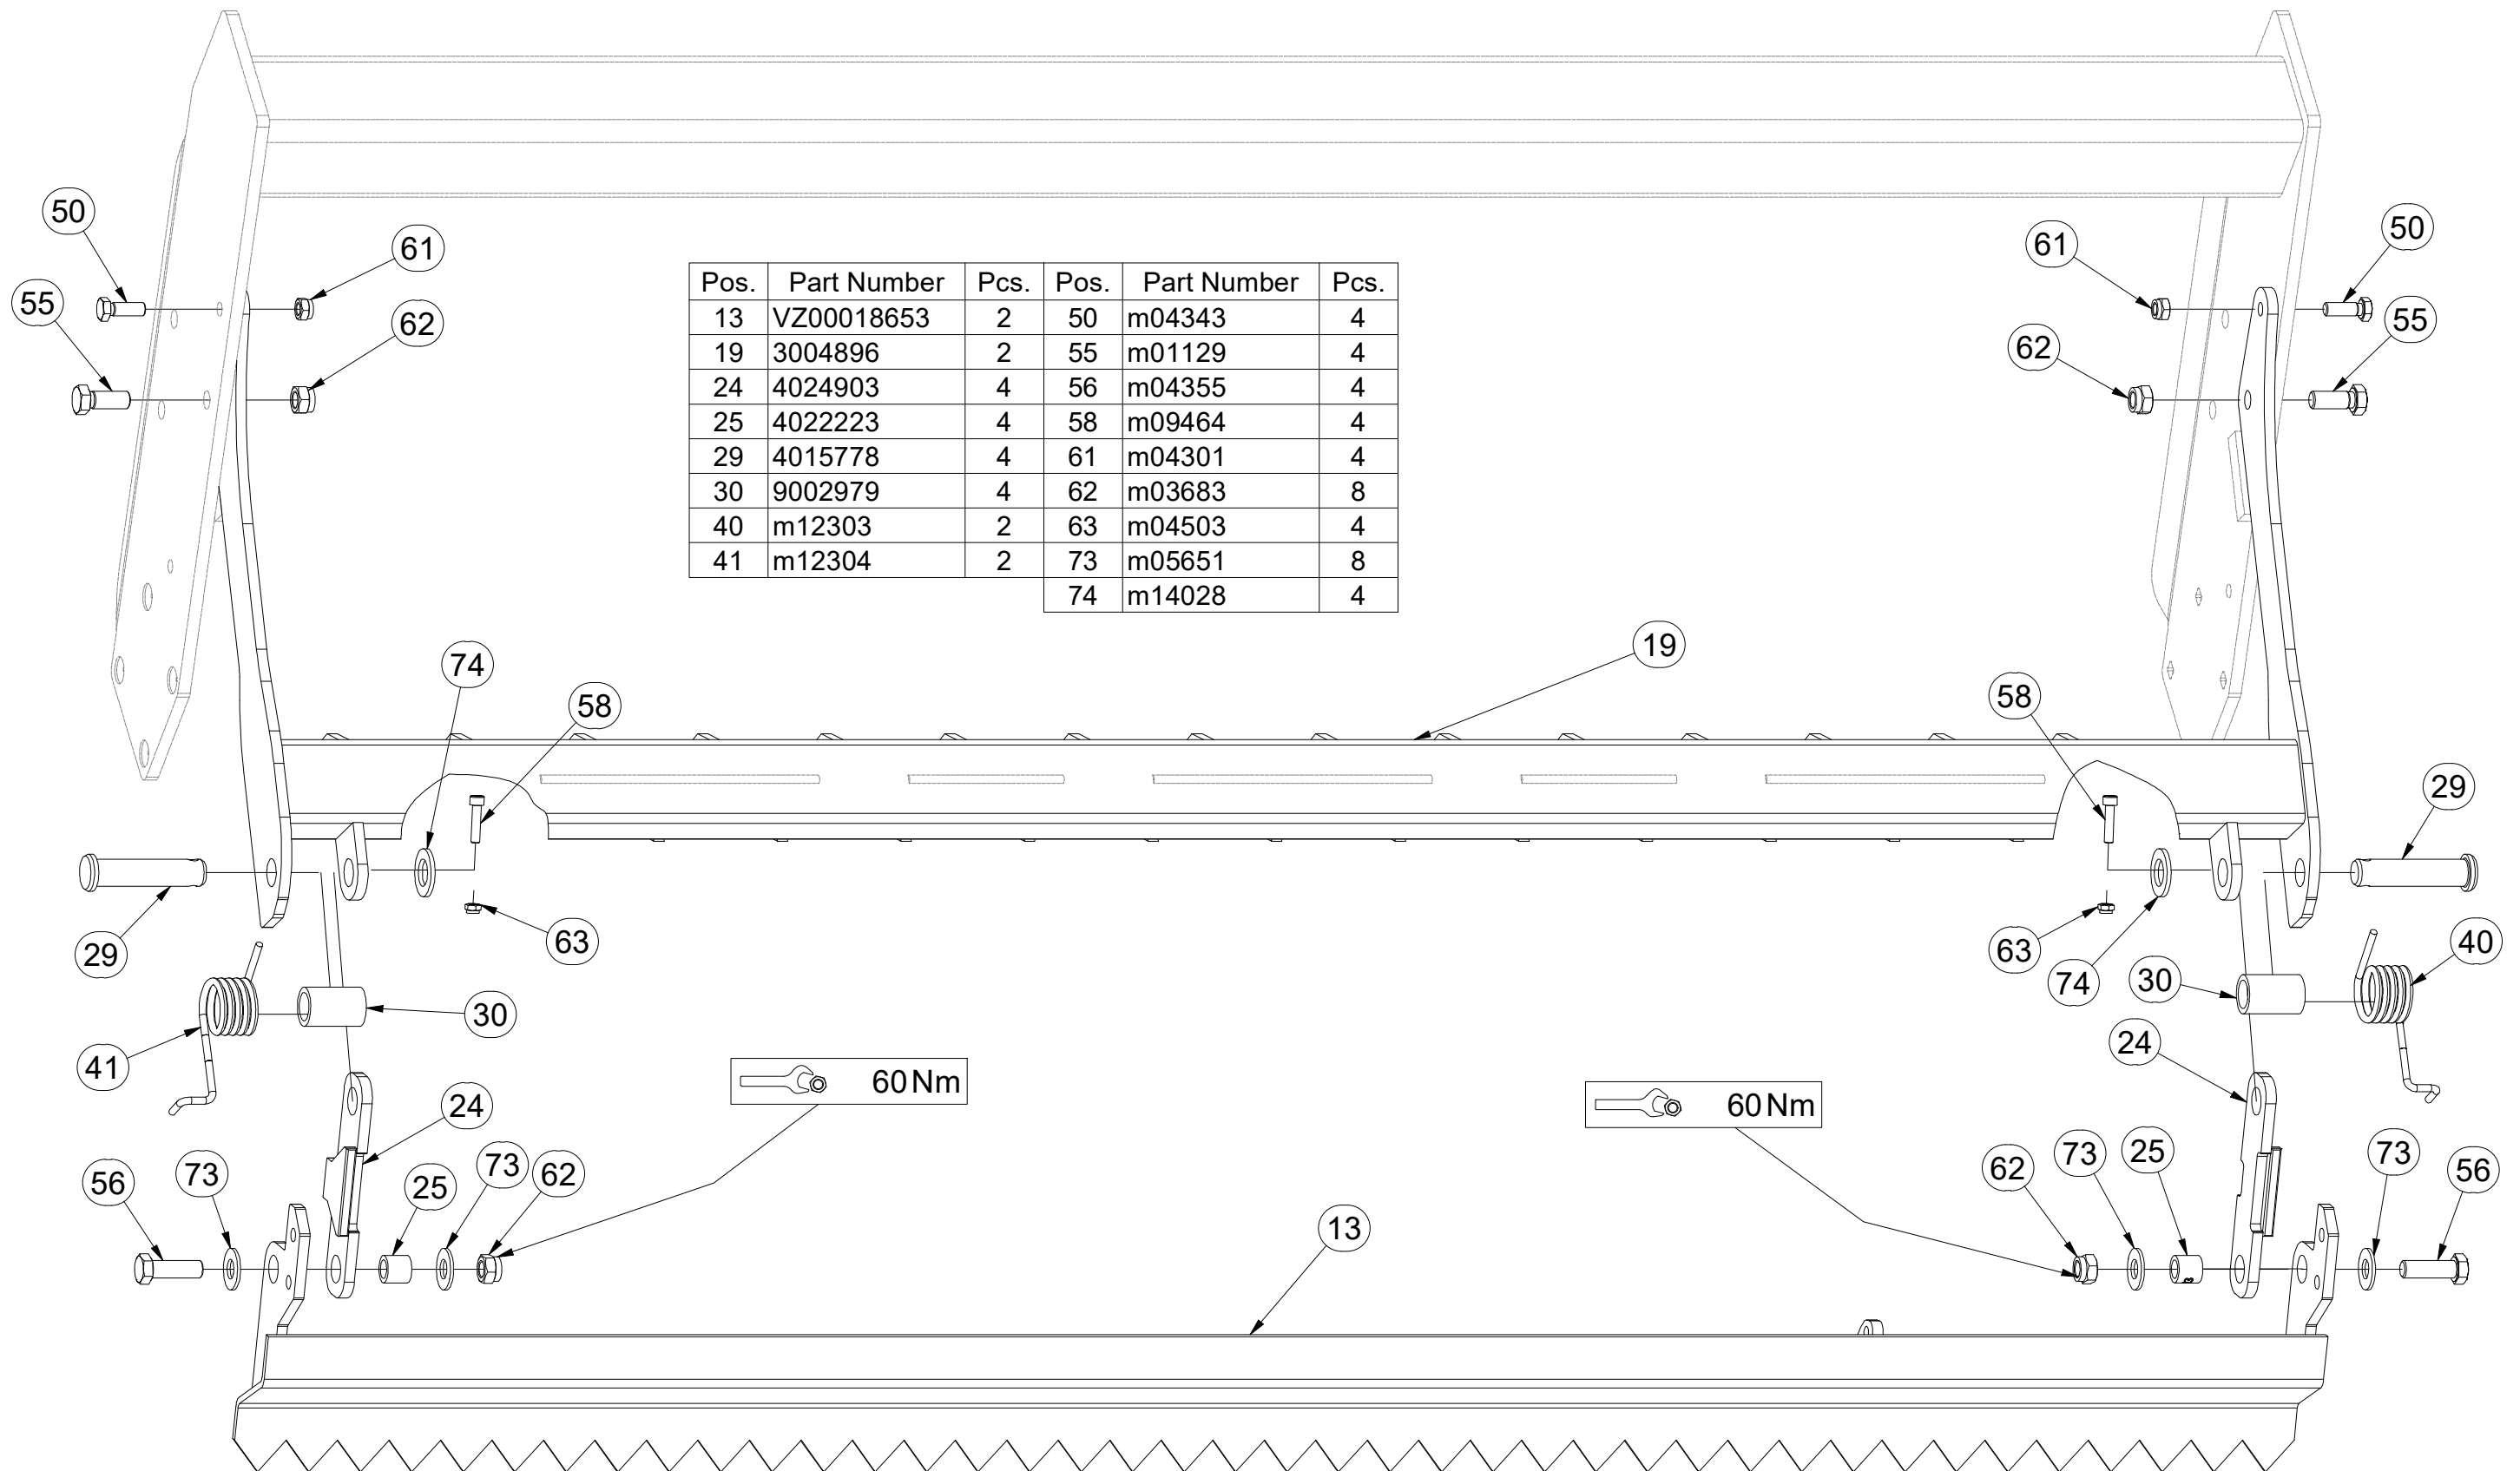 50
61
50
61
55
62
55
62
Pos. Part Number Pcs. Pos. Part Number Pcs.
13 VZ00018653 2 50 m04343 4
19 3004896 2 55 m01129 4
24 4024903 4 56 m04355 4
25 4022223 4 58 m09464 4
29 4015778 4 61 m04301 4
30 9002979 4 62 m03683 8
40 m12303 2 63 m04503 4
41 m12304 2 73 m05651 8
74 m14028 4
19
74
58
58
29
29
63
63
74
40
30
30
41
24
60 Nm
60 Nm
24
56
73
25
73
62
62
73
25
73
56
13